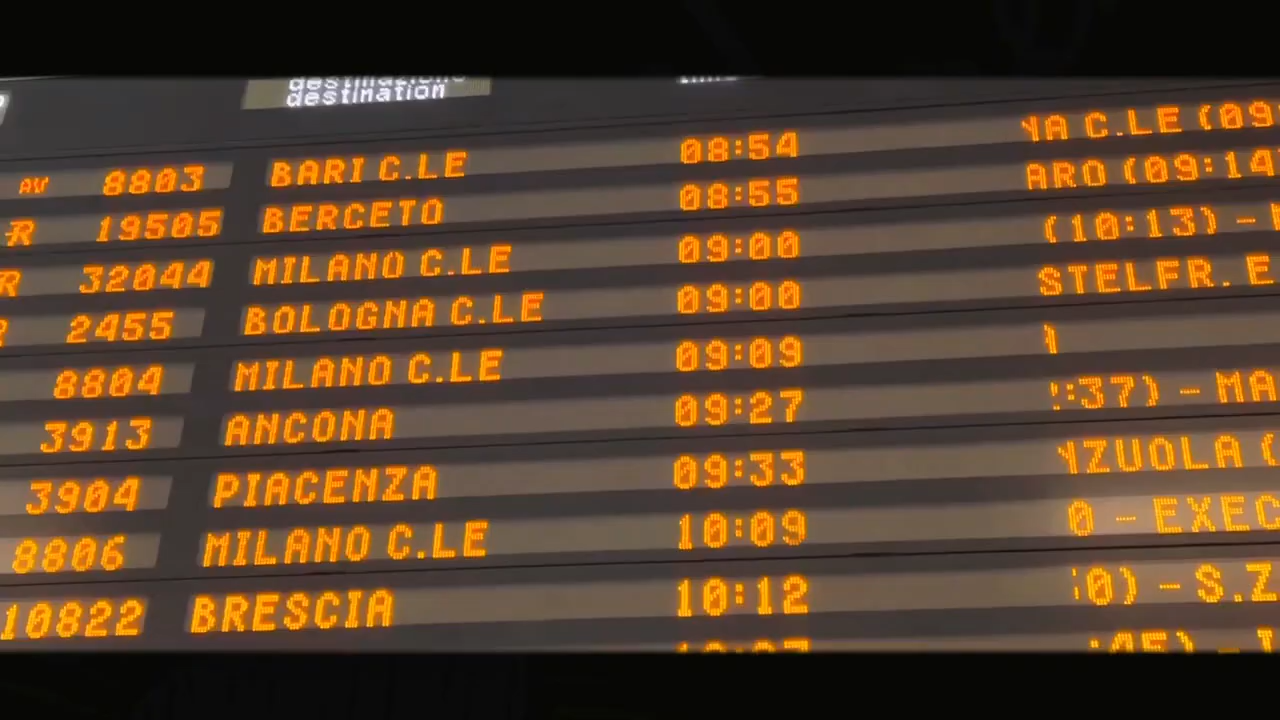 destinazione
destination
AV 8803 BARI C.LE 08:54 (09
R 19505 BERCETO 08:55 ARO (09:14
R 32044 MILANO C.LE 09:00 (10:13) -
2455 BOLOGNA C.LE 09:00 STELFR. E
8804 MILANO C.LE 09:09 )
3913 ANCONA 09:27 :37) - MA
3904 PIACENZA 09:33 ZUOLA (
8806 MILANO C.LE 10:09 0 - EXEC
10822 BRESCIA 10:12 0) - S.Z